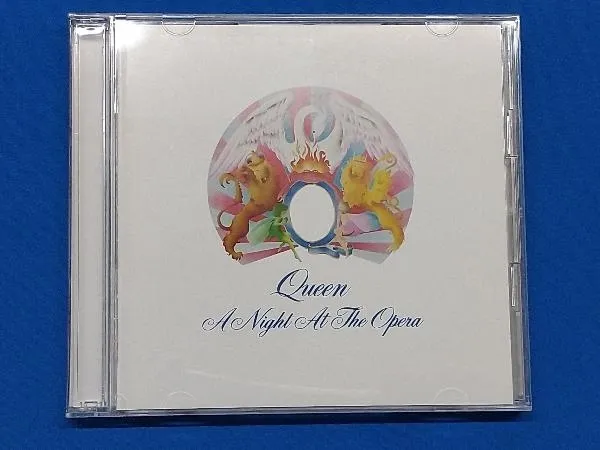 Queen
A Night At The Opera